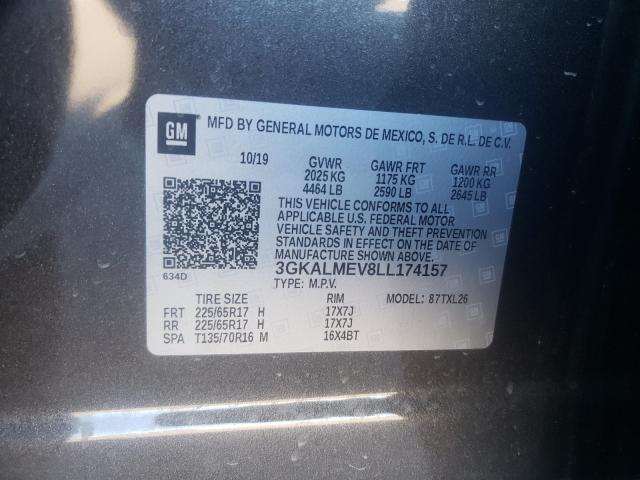 GM
MFD BY GENERAL MOTORS DE MEXICO, S. DE R.L. DE C.V.
10/19 GVWR GAWR FRT GAWR RR
2025 KG 1175 KG 1200 KG
4464 LB 2590 LB 2645 LB
THIS VEHICLE CONFORMS TO ALL
APPLICABLE U.S. FEDERAL MOTOR
VEHICLE SAFETY AND THEFT PREVENTION
STANDARDS IN EFFECT ON THE DATE OF
MANUFACTURE SHOWN ABOVE.
634D 3GKALMEV8LL174157
TYPE: M.P.V.
TIRE SIZE RIM MODEL: 87TXL26
FRT 225/65R17 H 17X7J
RR 225/65R17 H 17X7J
SPA T135/70R16 M 16X4BT